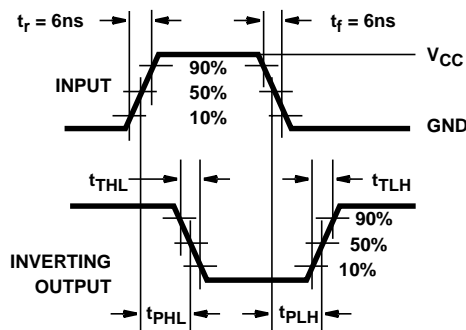 tr = 6ns
tf = 6ns
VCC
90%
INPUT
50%
10%
GND
tTHL
tTLH
90%
50%
INVERTING
OUTPUT
10%
tPHL
tPLH